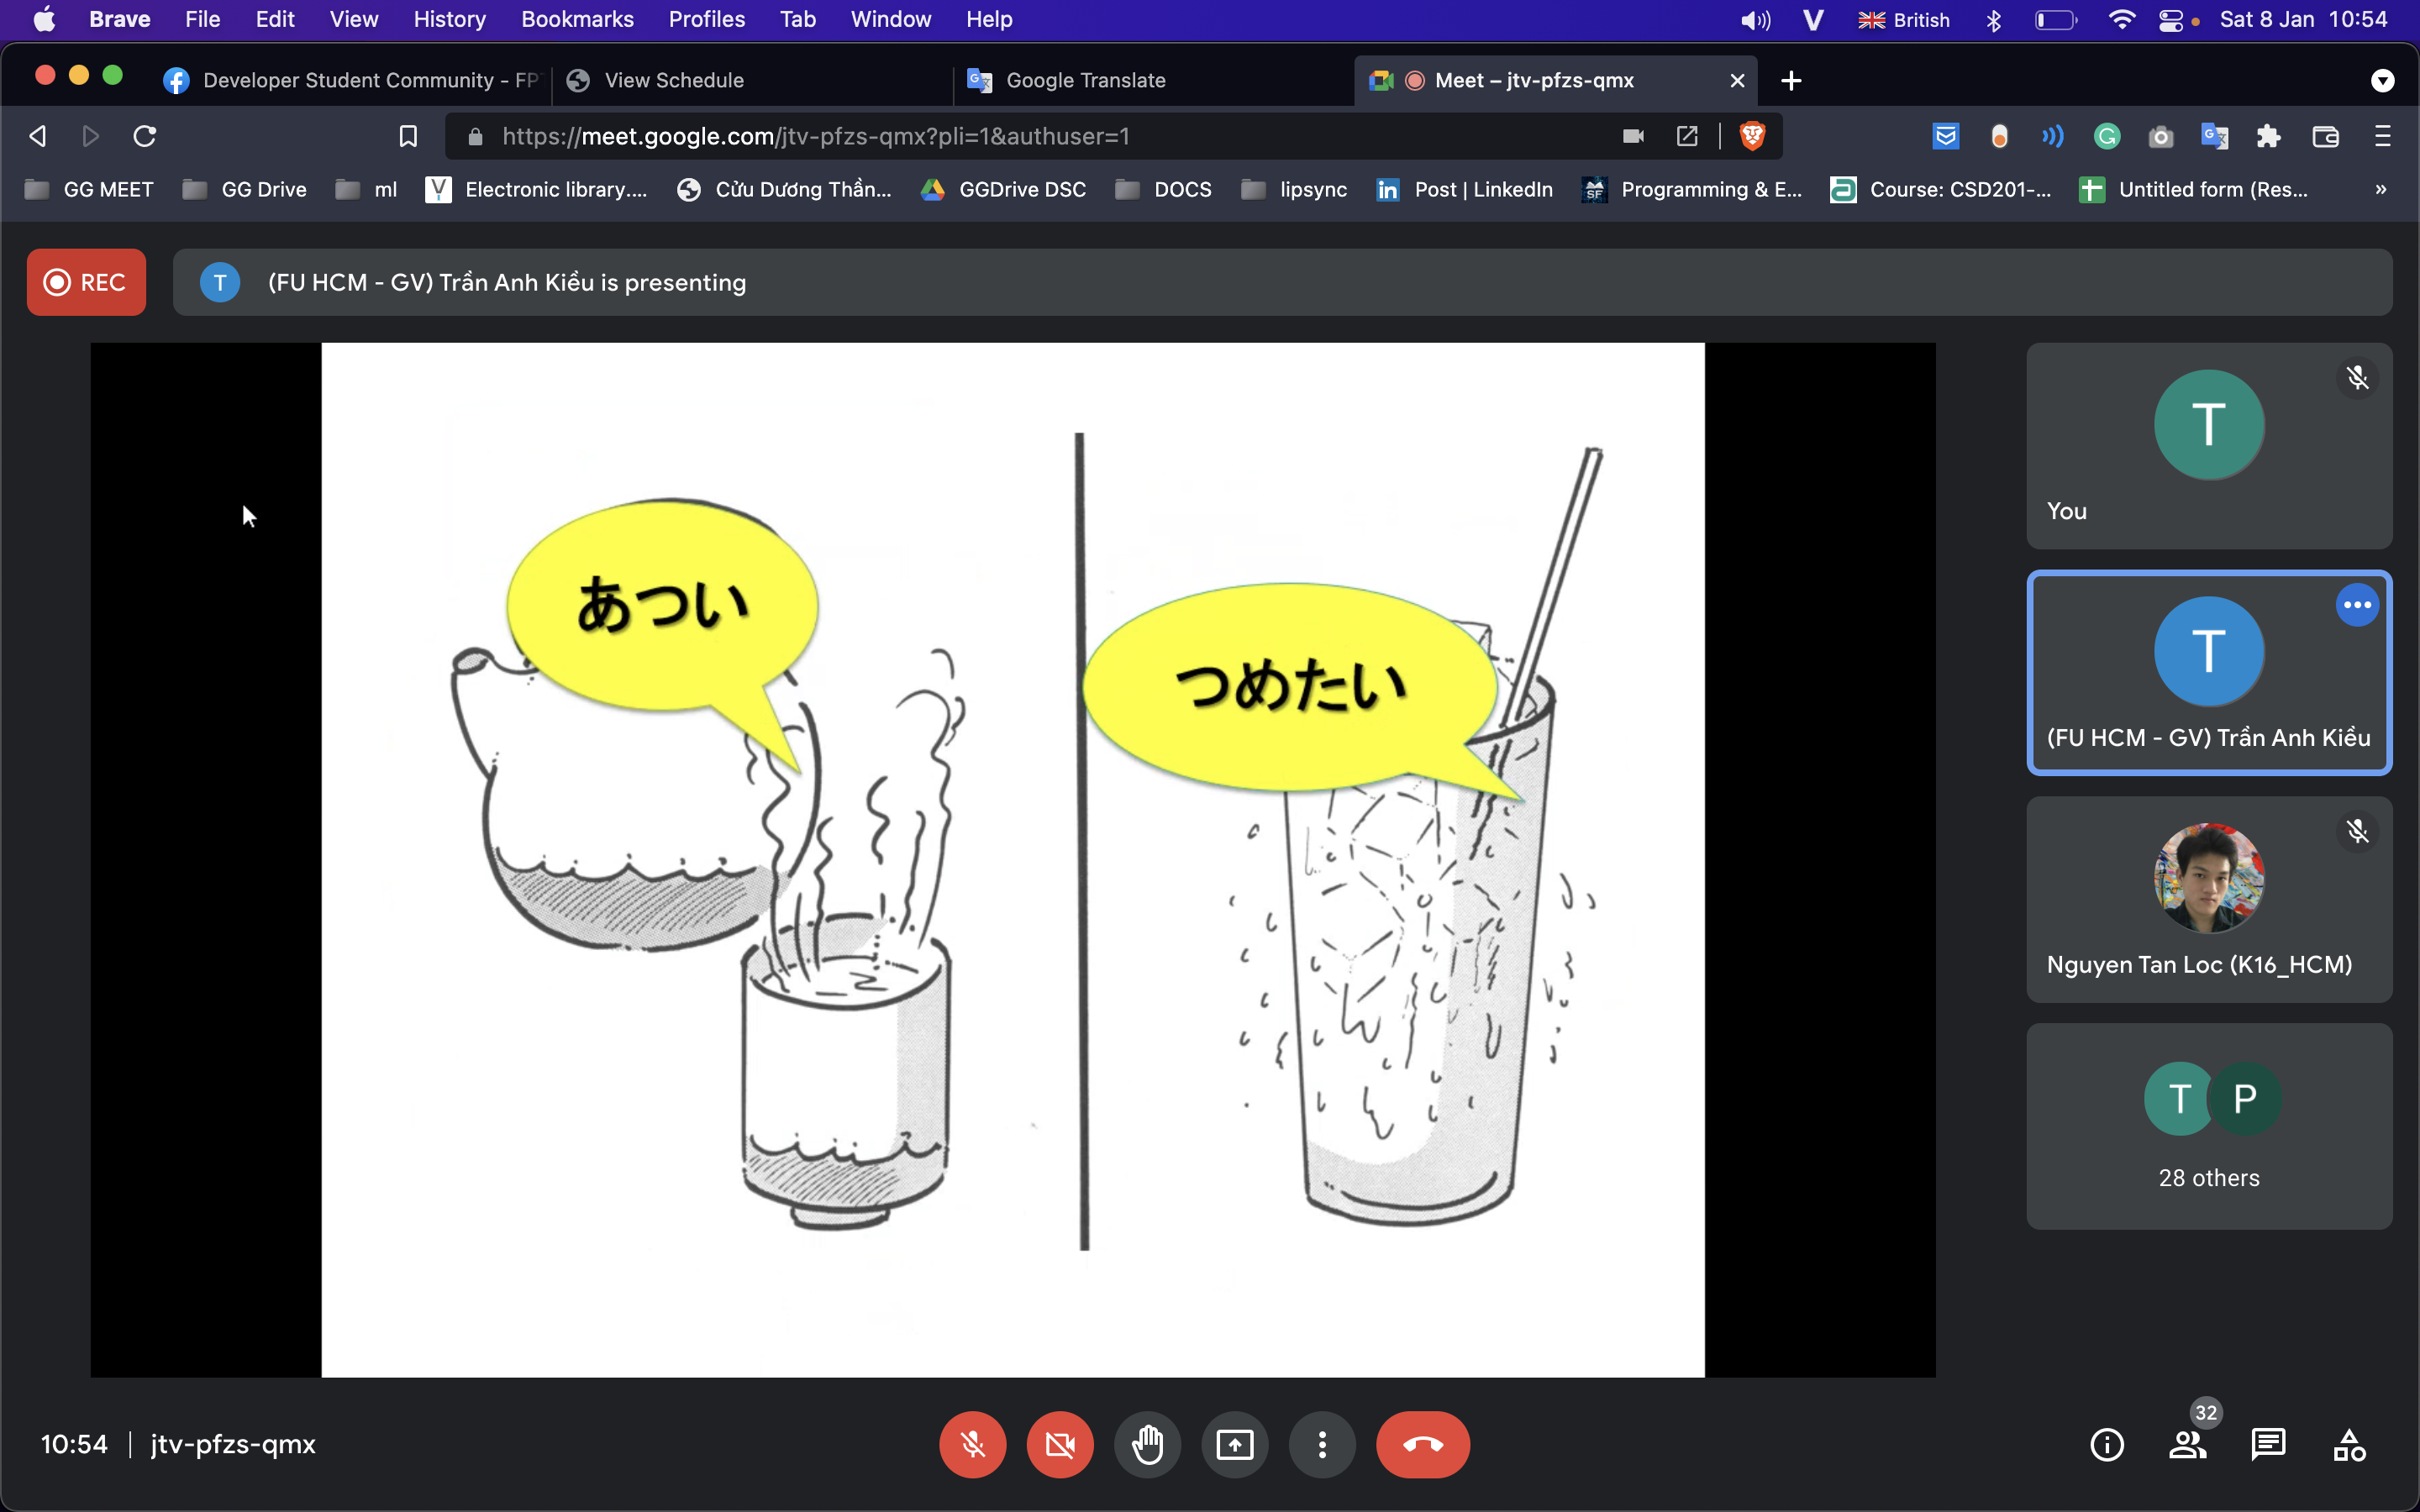 Brave File Edit View History Bookmarks Profiles Tab Window Help V British Sat 8 Jan 10:54
Developer Student Community - FP View Schedule Google Translate Meet – jtv-pfzs-qmx
https://meet.google.com/jtv-pfzs-qmx?pli=1&authuser=1
GG MEET GG Drive ml Electronic library.... Cửu Dương Thần... GGDrive DSC DOCS lipsync Post | LinkedIn Programming & E... Course: CSD201-... Untitled form (Res... »
REC T (FU HCM - GV) Trần Anh Kiều is presenting
あつい
つめたい
T
You
T
(FU HCM - GV) Trần Anh Kiều
Nguyen Tan Loc (K16_HCM)
T P
28 others
10:54 | jtv-pfzs-qmx
32